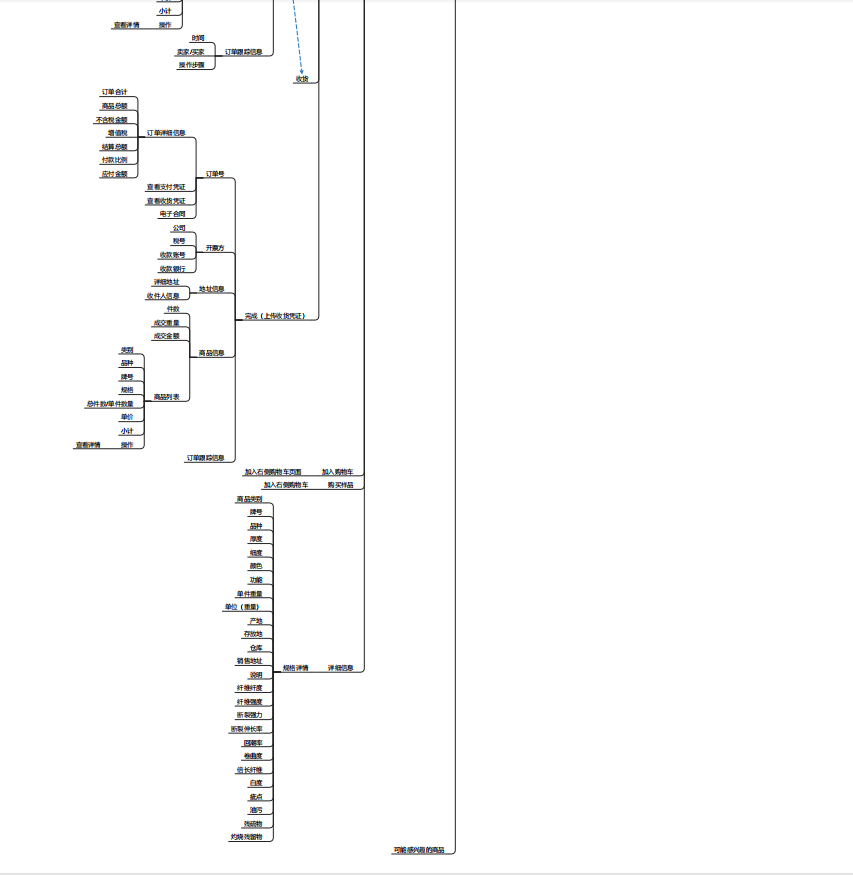 小计
查看详情 操作
时间
卖家/买家 订单跟踪信息
操作步骤
收货
订单合计
商品总额
不含税金额
增值税 订单详细信息
结算总额
付款比例
应付金额 订单号
查看支付凭证
查看收货凭证
电子合同
公司
税号
开票方
收款账号
收款银行
详细地址
地址信息
收件人信息
件数
完成（上传收货凭证）
成交重量
成交金额
类别 商品信息
品种
牌号
规格
商品列表
总件数/单件数量
单价
小计
查看详情 操作
订单跟踪信息
加入右侧购物车页面 加入购物车
加入右侧购物车 购买样品
商品类别
牌号
品种
厚度
细度
颜色
功能
单件重量
单位（重量）
产地
存放地
仓库
销售地址
规格详情 详细信息
说明
纤维纤度
纤维强度
断裂强力
断裂伸长率
回潮率
卷曲度
倍长纤维
白度
疵点
油污
残硫物
灼烧残留物
可能感兴趣的商品